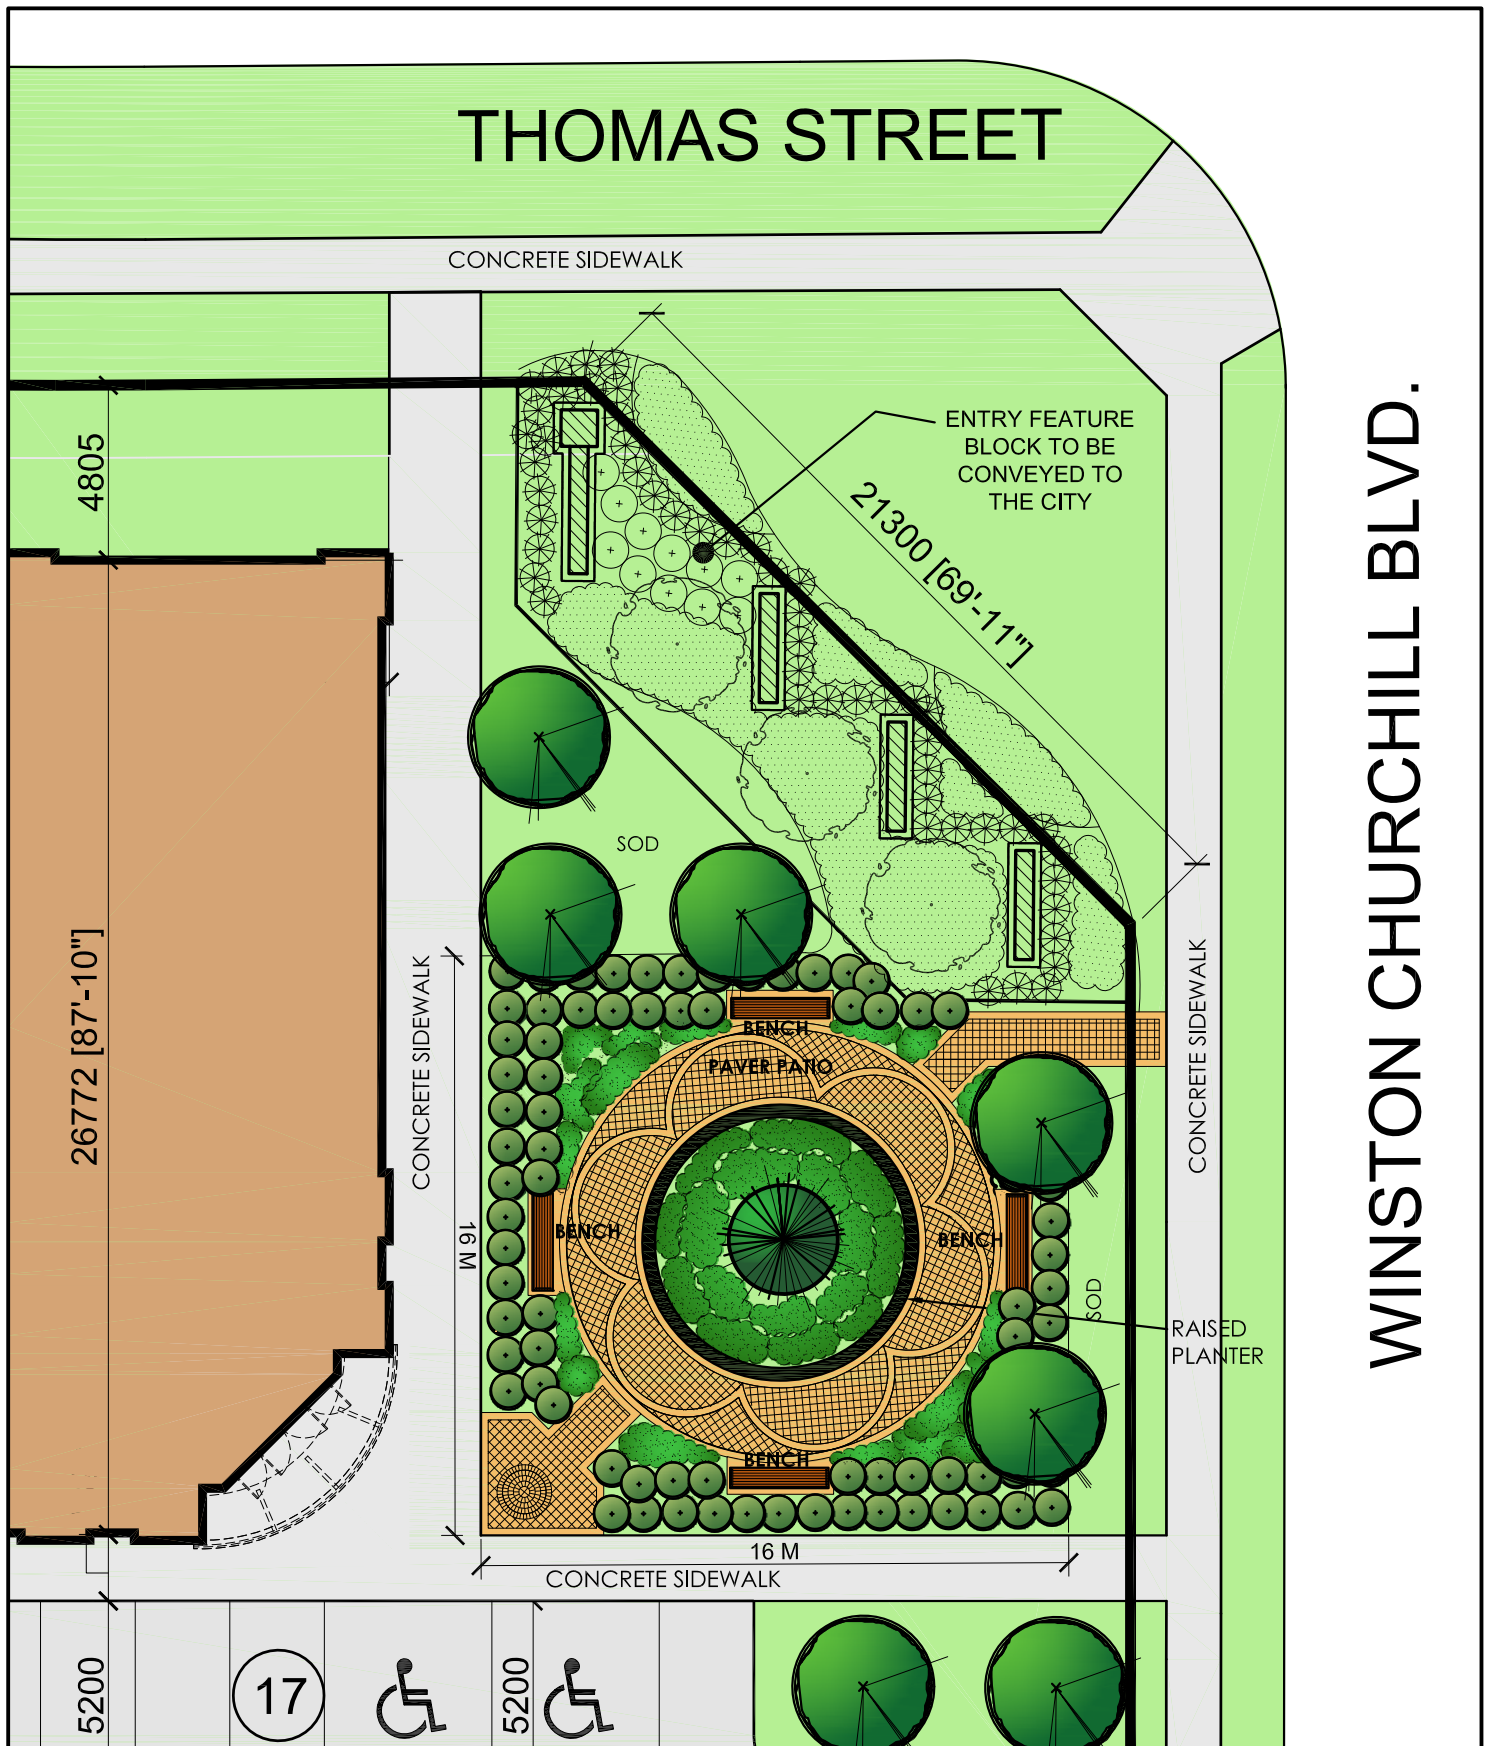 THOMAS STREET
CONCRETE SIDEWALK
ENTRY FEATURE
BLOCK TO BE
CONVEYED TO
THE CITY
4805
21300 [69'-11"]
WINSTON CHURCHILL BLVD.
SOD
26772 [87'-10"]
CONCRETE SIDEWALK
CONCRETE SIDEWALK
BENCH
PAVER PATIO
16 M
BENCH
BENCH
SOD
RAISED
PLANTER
BENCH
16 M
CONCRETE SIDEWALK
5200
17
5200